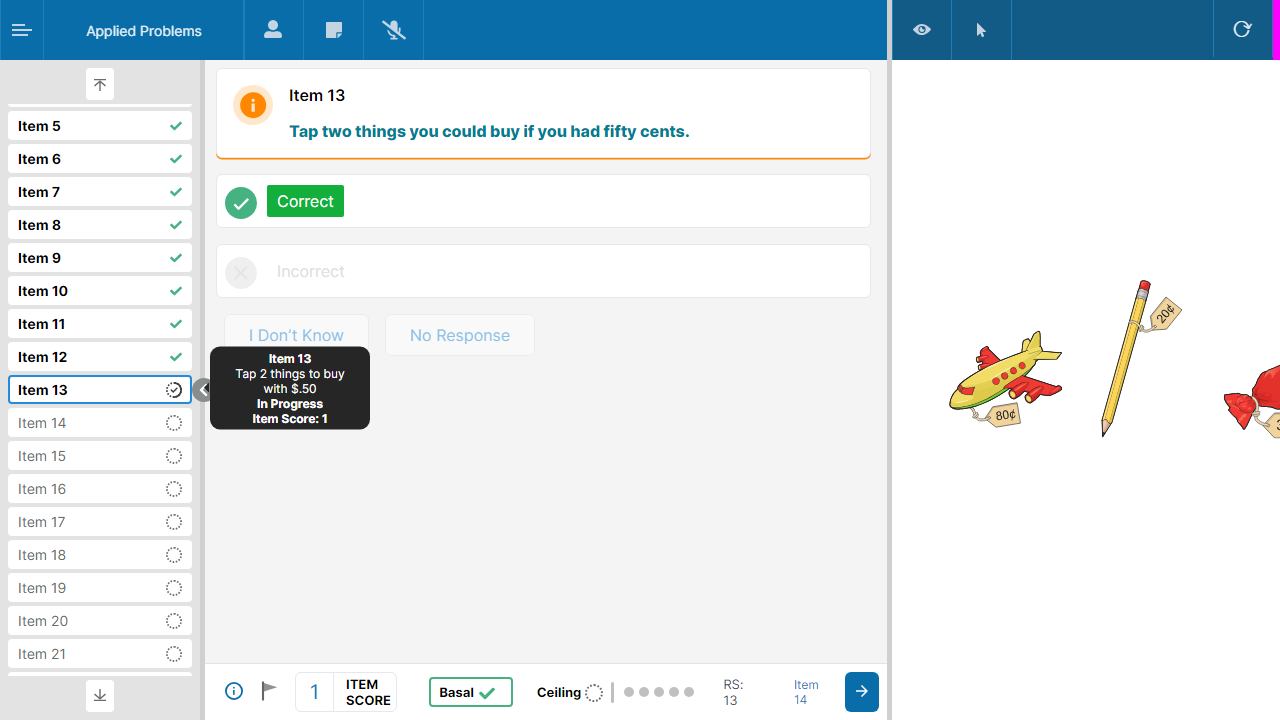 Applied Problems
Item 5
Item 6
Item 7
Item 8
Item 9
Item 10
Item 11
Item 12
Item 13
Item 14
Item 15
Item 16
Item 17
Item 18
Item 19
Item 20
Item 21
Item 13
Tap two things you could buy if you had fifty cents.
Correct
Incorrect
I Don't Know
No Response
Item 13
Tap 2 things to buy
with $.50
In Progress
Item Score: 1
1
ITEM
SCORE
Basal
Ceiling
RS:
13
Item
14
80¢
20¢